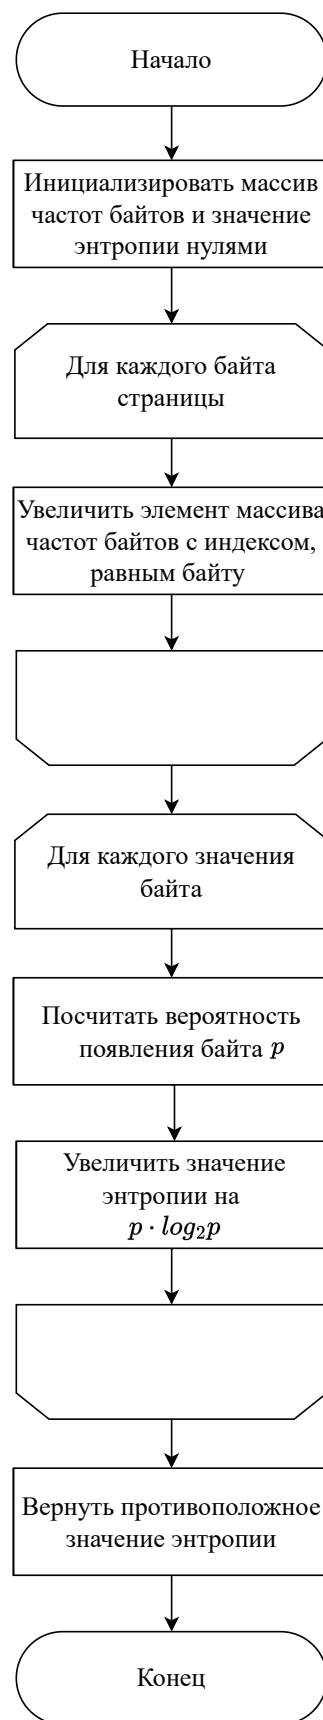 Начало
Инициализировать массив
частот байтов и значение
энтропии нулями
Для каждого байта
страницы
Увеличить элемент массива
частот байтов с индексом,
равным байту
Для каждого значения
байта
Посчитать вероятность
появления байта p
Увеличить значение
энтропии на
p · log₂p
Вернуть противоположное
значение энтропии
Конец